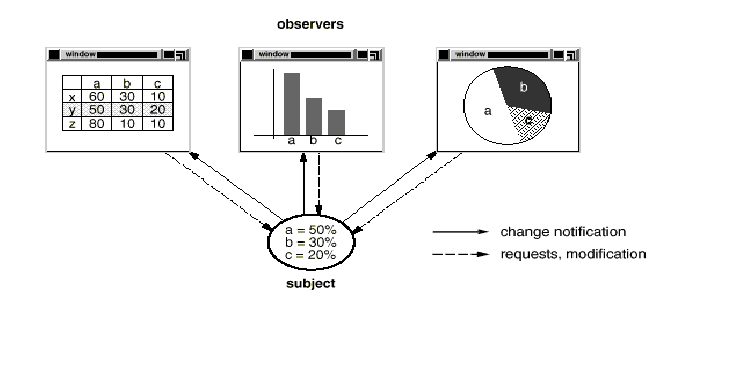 observers
window
window
window
a b c
x 60 30 10
y 50 30 20
z 80 10 10
a b c
a
b
c
a = 50%
b = 30%
c = 20%
subject
change notification
requests, modification